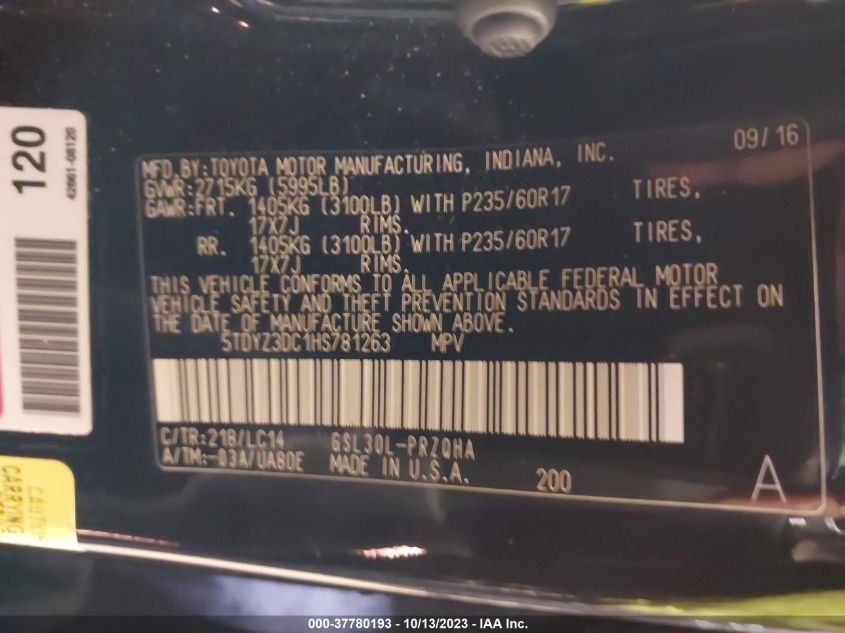 120
42661-08120
09/16
MFD.BY:TOYOTA MOTOR MANUFACTURING, INDIANA, INC.
GVWR:2715KG (5995LB)
GAWR:FRT. 1405KG (3100LB) WITH P235/60R17 TIRES,
17X7J RIMS.
RR. 1405KG (3100LB) WITH P235/60R17 TIRES,
17X7J RIMS.
THIS VEHICLE CONFORMS TO ALL APPLICABLE FEDERAL MOTOR
VEHICLE SAFETY AND THEFT PREVENTION STANDARDS IN EFFECT ON
THE DATE OF MANUFACTURE SHOWN ABOVE.
5TDYZ3DC1HS781263 MPV
C/TR:218/LC14 GSL30L-PRZQHA
A/TM:-03A/UA80E MADE IN U.S.A.
200
A
CARRYING
000-37780193 - 10/13/2023 - IAA Inc.